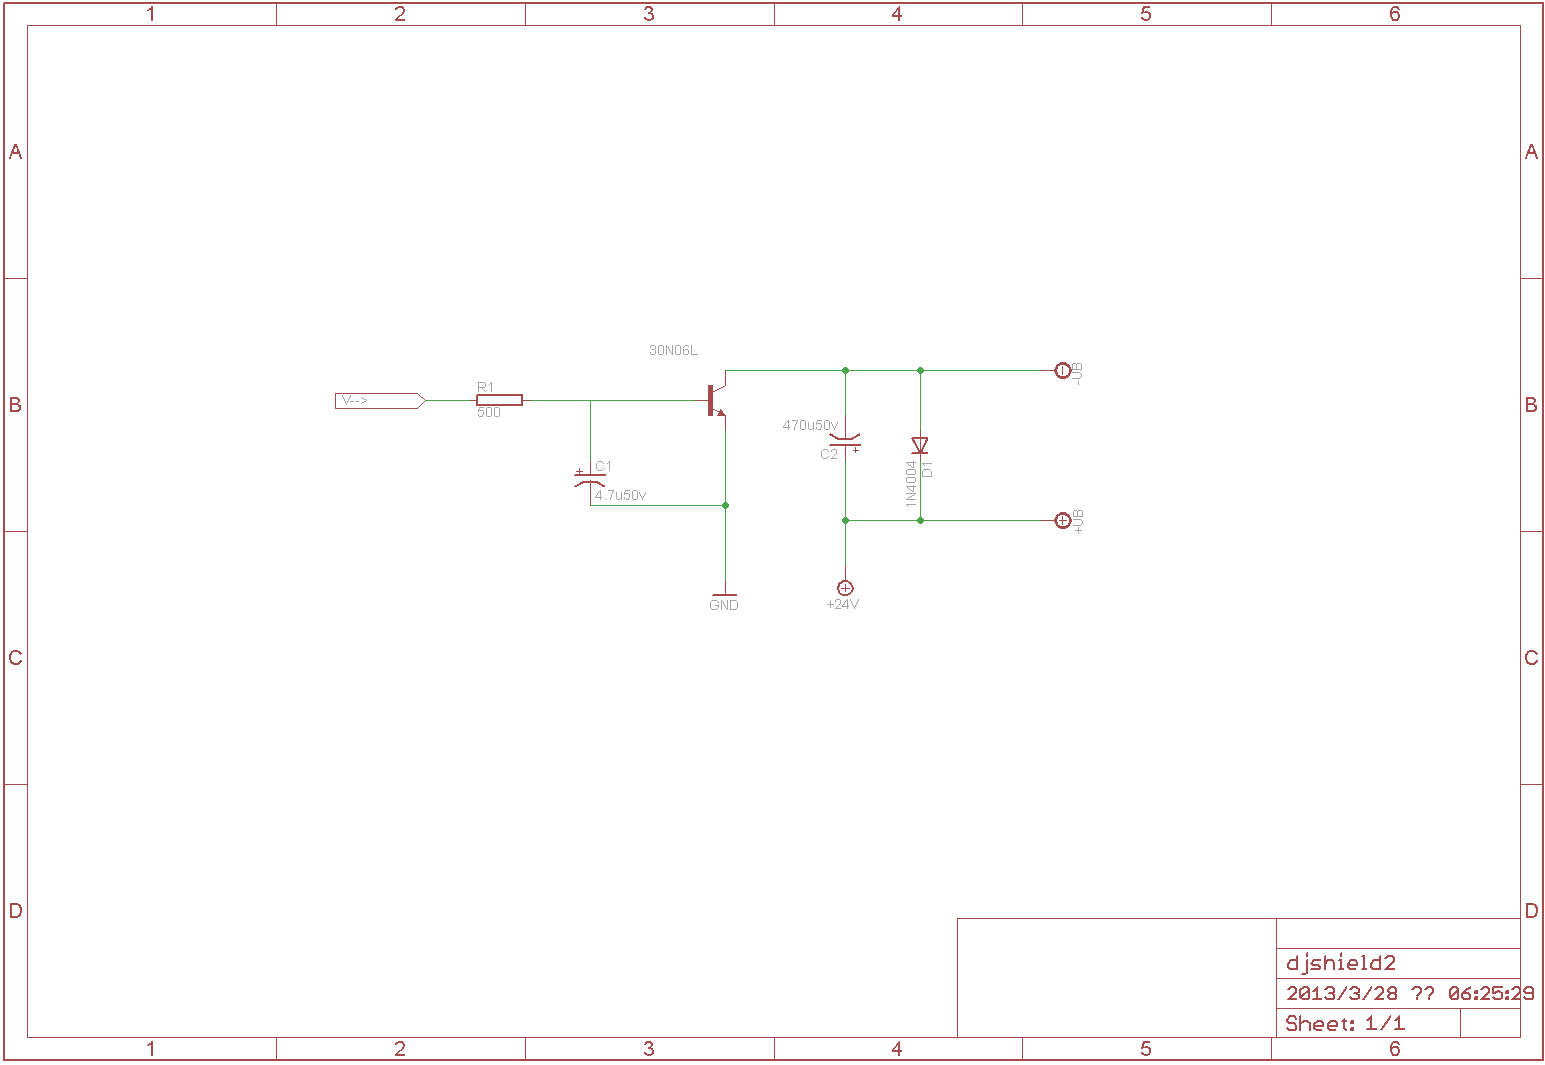 1 2 3 4 5 6
A A
30N06L
-UB
R1
B B
V-->
500
470u50v
C2
C1
1N4004
D1
4.7u50v
+UB
GND
+24V
C C
D D
djshield2
2013/3/28 ?? 06:25:29
Sheet: 1/1
1 2 3 4 5 6